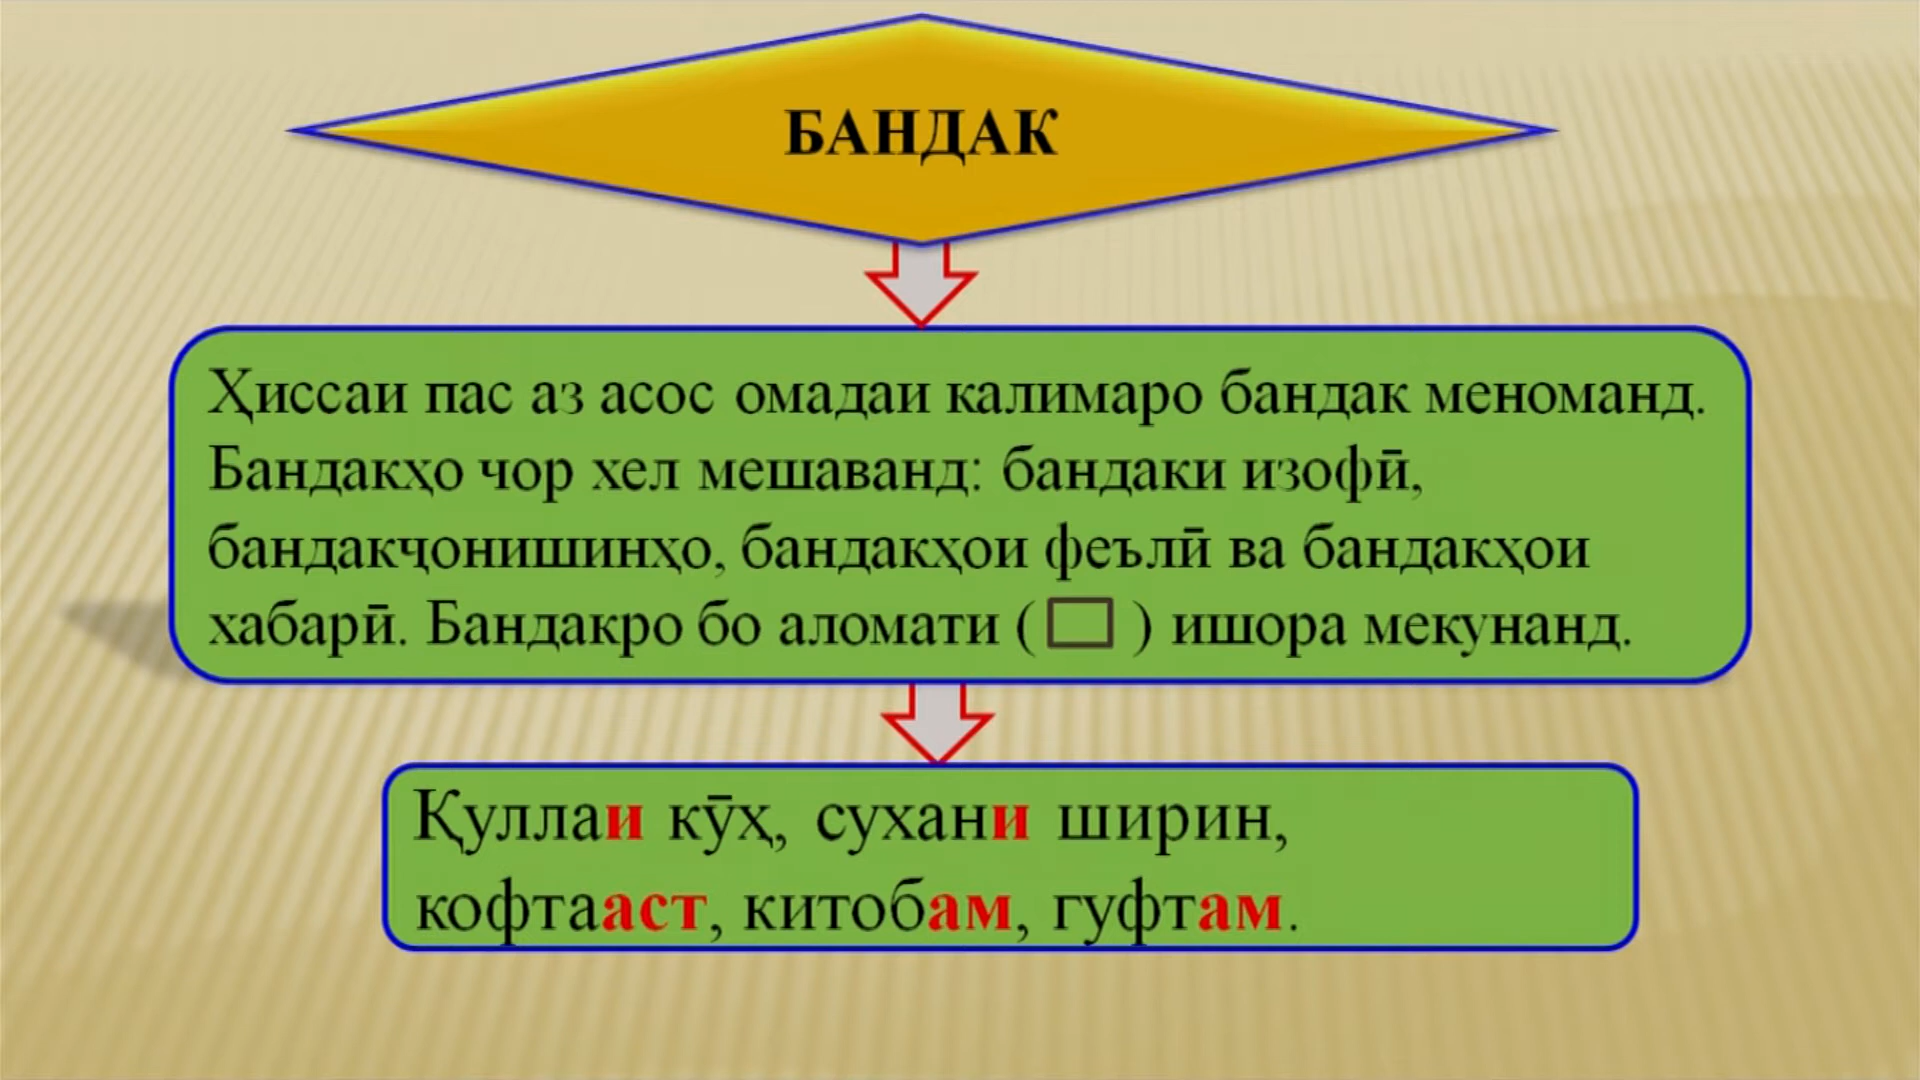 БАНДАК
Ҳиссаи пас аз асос омадаи калимаро бандак меноманд.
Бандакҳо чор хел мешаванд: бандаки изофӣ,
бандакҷонишинҳо, бандакҳои феълӣ ва бандакҳои
хабарӣ. Бандакро бо аломати ( ) ишора мекунанд.
Қуллаи кӯҳ, сухани ширин,
кофтааст, китобам, гуфтам.